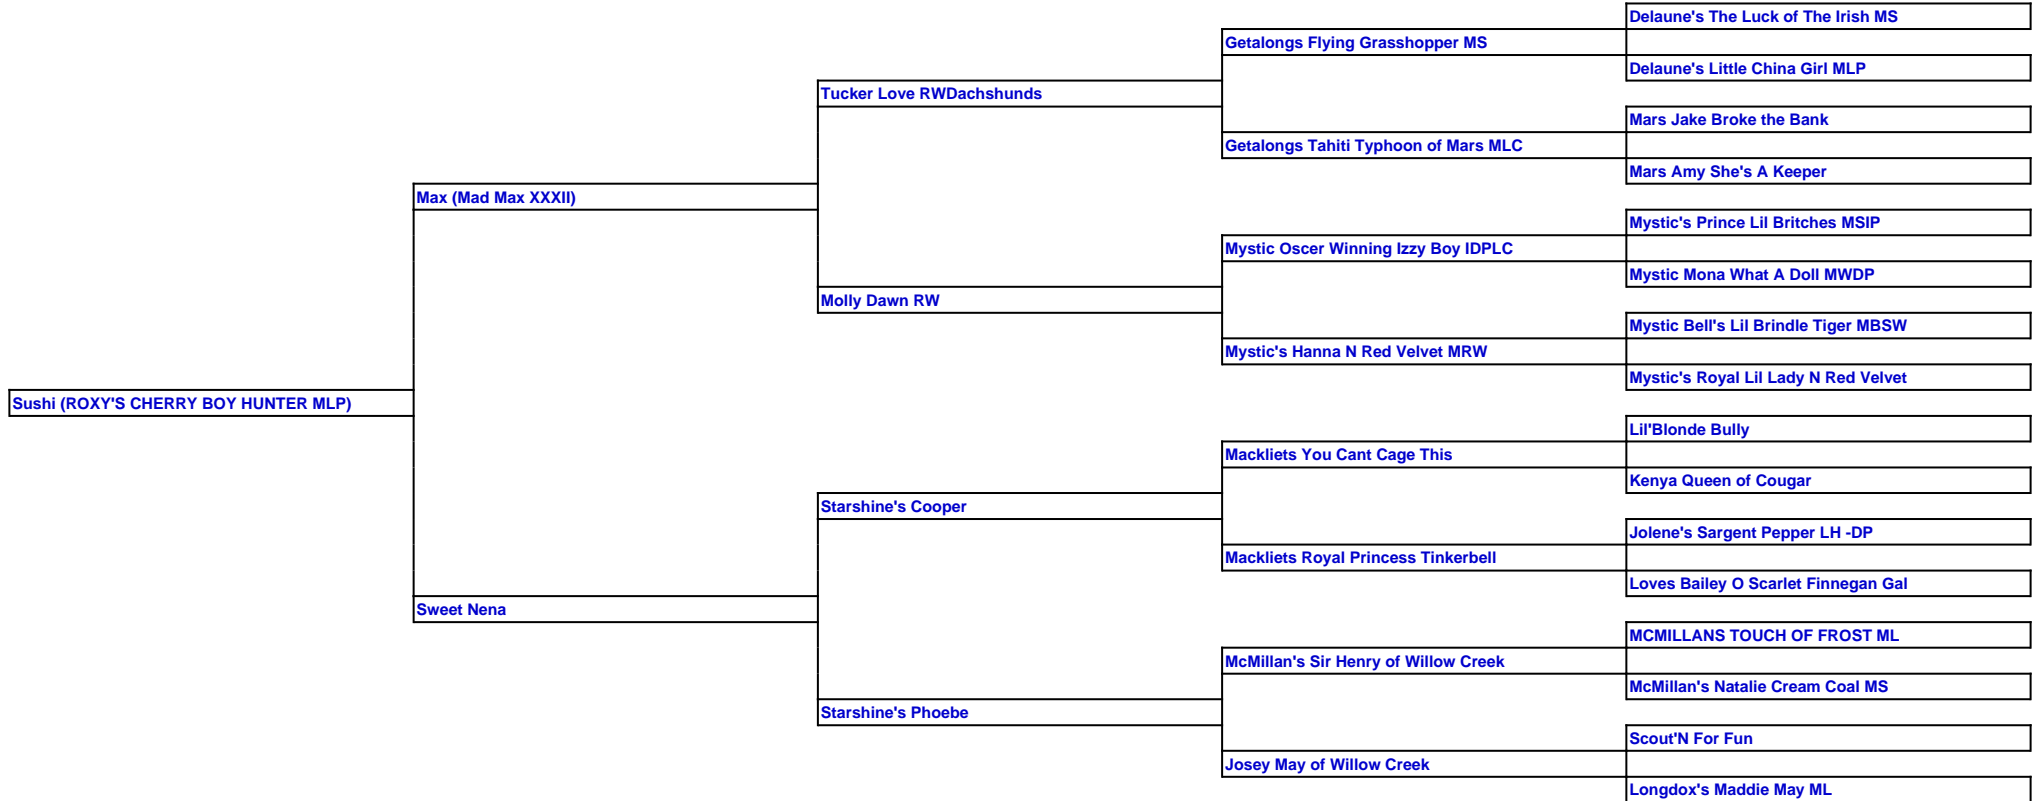 Delaune's The Luck of The Irish MS
Getalongs Flying Grasshopper MS
Delaune's Little China Girl MLP
Tucker Love RWDachshunds
Mars Jake Broke the Bank
Getalongs Tahiti Typhoon of Mars MLC
Mars Amy She's A Keeper
Max (Mad Max XXXII)
Mystic's Prince Lil Britches MSIP
Mystic Oscer Winning Izzy Boy IDPLC
Mystic Mona What A Doll MWDP
Molly Dawn RW
Mystic Bell's Lil Brindle Tiger MBSW
Mystic's Hanna N Red Velvet MRW
Mystic's Royal Lil Lady N Red Velvet
Sushi (ROXY'S CHERRY BOY HUNTER MLP)
Lil'Blonde Bully
Mackliets You Cant Cage This
Kenya Queen of Cougar
Starshine's Cooper
Jolene's Sargent Pepper LH -DP
Mackliets Royal Princess Tinkerbell
Loves Bailey O Scarlet Finnegan Gal
Sweet Nena
MCMILLANS TOUCH OF FROST ML
McMillan's Sir Henry of Willow Creek
McMillan's Natalie Cream Coal MS
Starshine's Phoebe
Scout'N For Fun
Josey May of Willow Creek
Longdox's Maddie May ML